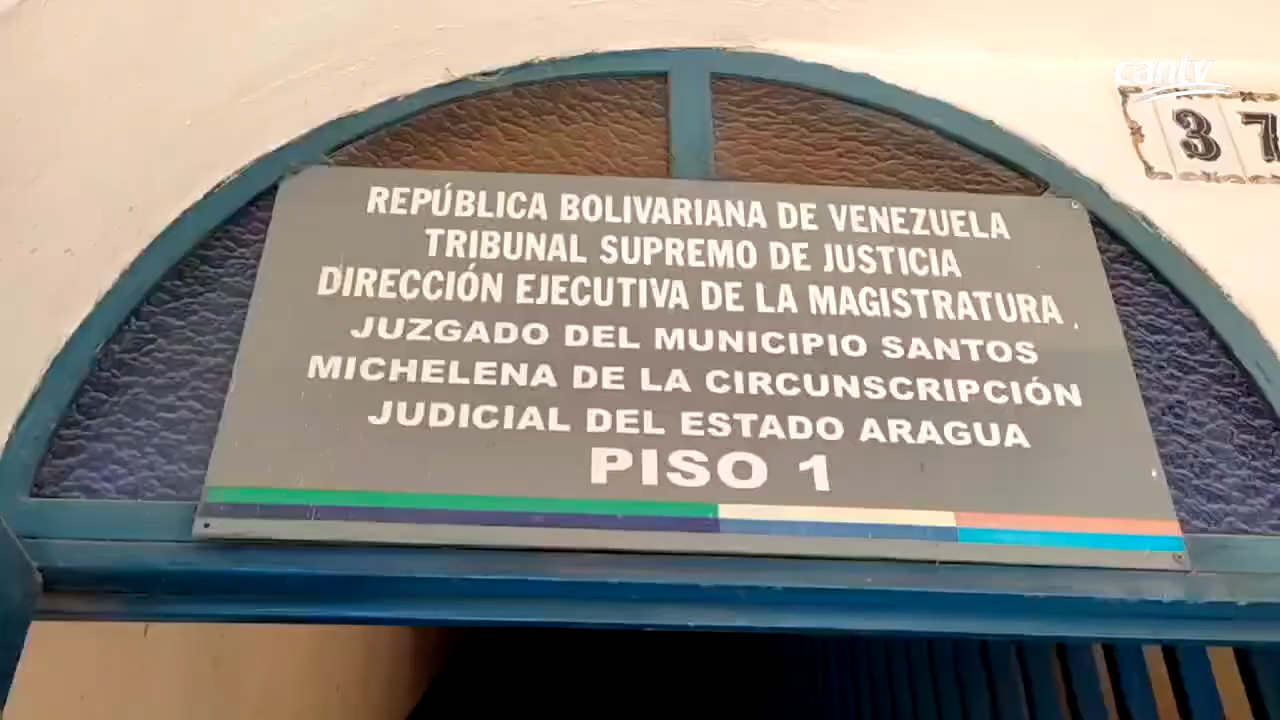 cantv
37
REPÚBLICA BOLIVARIANA DE VENEZUELA
TRIBUNAL SUPREMO DE JUSTICIA
DIRECCIÓN EJECUTIVA DE LA MAGISTRATURA.
JUZGADO DEL MUNICIPIO SANTOS
MICHELENA DE LA CIRCUNSCRIPCIÓN
JUDICIAL DEL ESTADO ARAGUA
PISO 1